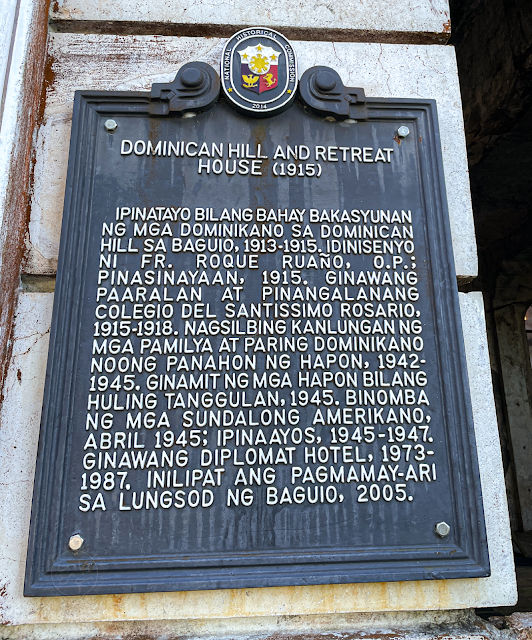 NATIONAL HISTORICAL COMMISSION
2014
DOMINICAN HILL AND RETREAT
HOUSE (1915)
IPINATAYO BILANG BAHAY BAKASYUNAN
NG MGA DOMINIKANO SA DOMINICAN
HILL SA BAGUIO, 1913-1915. IDINISENYO
NI FR. ROQUE RUAÑO, O.P.;
PINASINAYAAN, 1915. GINAWANG
PAARALAN AT PINANGALANANG
COLEGIO DEL SANTISSIMO ROSARIO,
1915-1918. NAGSILBING KANLUNGAN NG
MGA PAMILYA AT PARING DOMINIKANO
NOONG PANAHON NG HAPON, 1942-
1945. GINAMIT NG MGA HAPON BILANG
HULING TANGGULAN, 1945. BINOMBA
NG MGA SUNDALONG AMERIKANO,
ABRIL 1945; IPINAAYOS, 1945-1947.
GINAWANG DIPLOMAT HOTEL, 1973-
1987. INILIPAT ANG PAGMAMAY-ARI
SA LUNGSOD NG BAGUIO, 2005.